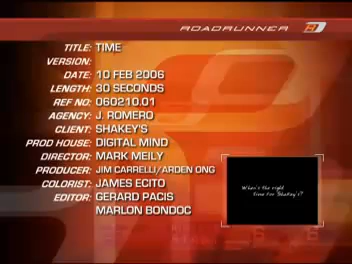 ROADRUNNER
TITLE: TIME
VERSION:
DATE: 10 FEB 2006
LENGTH: 30 SECONDS
REF NO: 060210.01
AGENCY: J. ROMERO
CLIENT: SHAKEY'S
PROD HOUSE: DIGITAL MIND
DIRECTOR: MARK MEILY
PRODUCER: JIM CARRELLI/ARDEN ONG
COLORIST: JAMES ECITO
EDITOR: GERARD PACIS
MARLON BONDOC
When's the right
time for Shakey's?